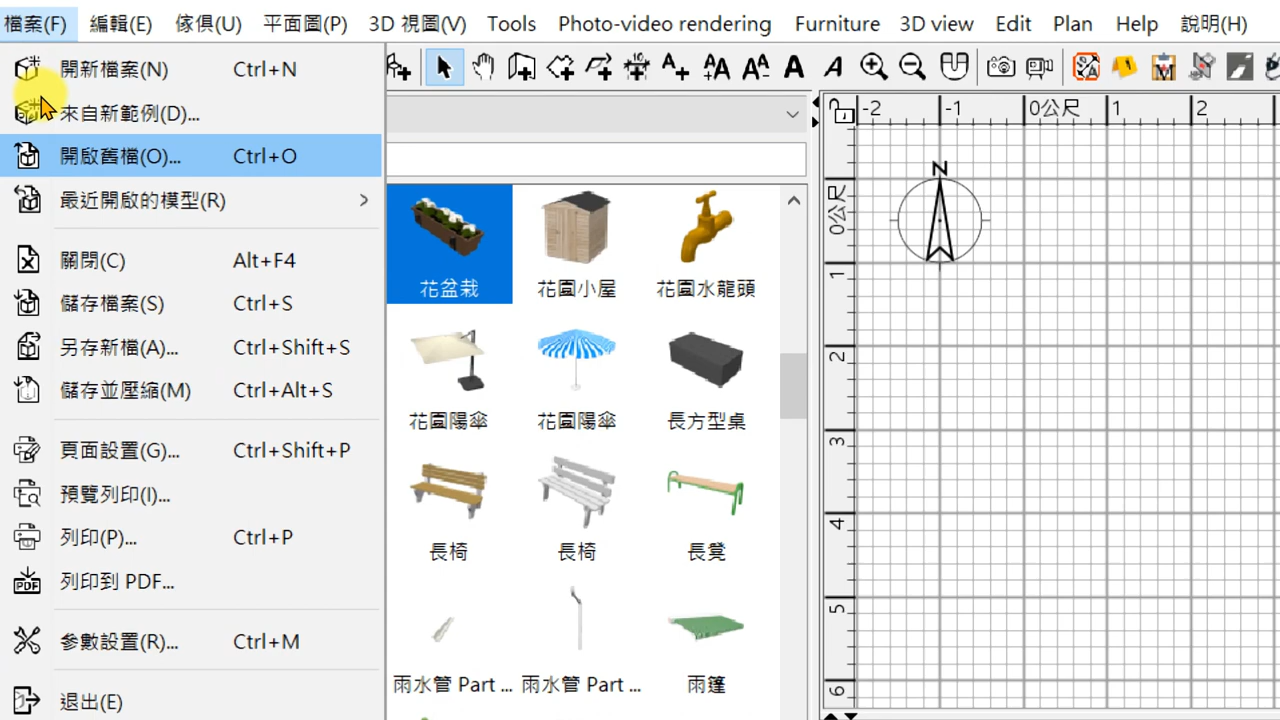 檔案(F) 編輯(E) 傢俱(U) 平面圖(P) 3D 視圖(V) Tools Photo-video rendering Furniture 3D view Edit Plan Help 說明(H)
開新檔案(N) Ctrl+N
來自新範例(D)...
開啟舊檔(O)... Ctrl+O
最近開啟的模型(R)
關閉(C) Alt+F4
儲存檔案(S) Ctrl+S
另存新檔(A)... Ctrl+Shift+S
儲存並壓縮(M) Ctrl+Alt+S
頁面設置(G)... Ctrl+Shift+P
預覽列印(I)...
列印(P)... Ctrl+P
列印到 PDF...
參數設置(R)... Ctrl+M
退出(E)
花盆栽 花園小屋 花園水龍頭
花園陽傘 花園陽傘 長方型桌
長椅 長椅 長凳
雨水管 Part ... 雨水管 Part ... 雨篷
-2 -1 0公尺 1 2
N
0公尺
1
2
3
4
5
6